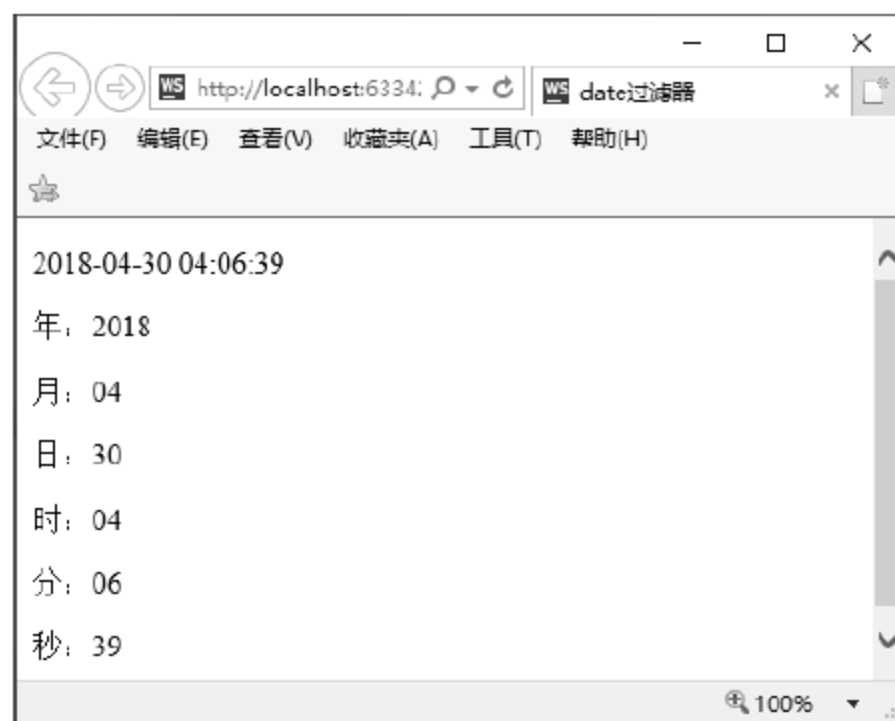 WS http://localhost:6334: WS date过滤器
文件(F) 编辑(E) 查看(V) 收藏夹(A) 工具(T) 帮助(H)
2018-04-30 04:06:39
年：2018
月：04
日：30
时：04
分：06
秒：39
100%